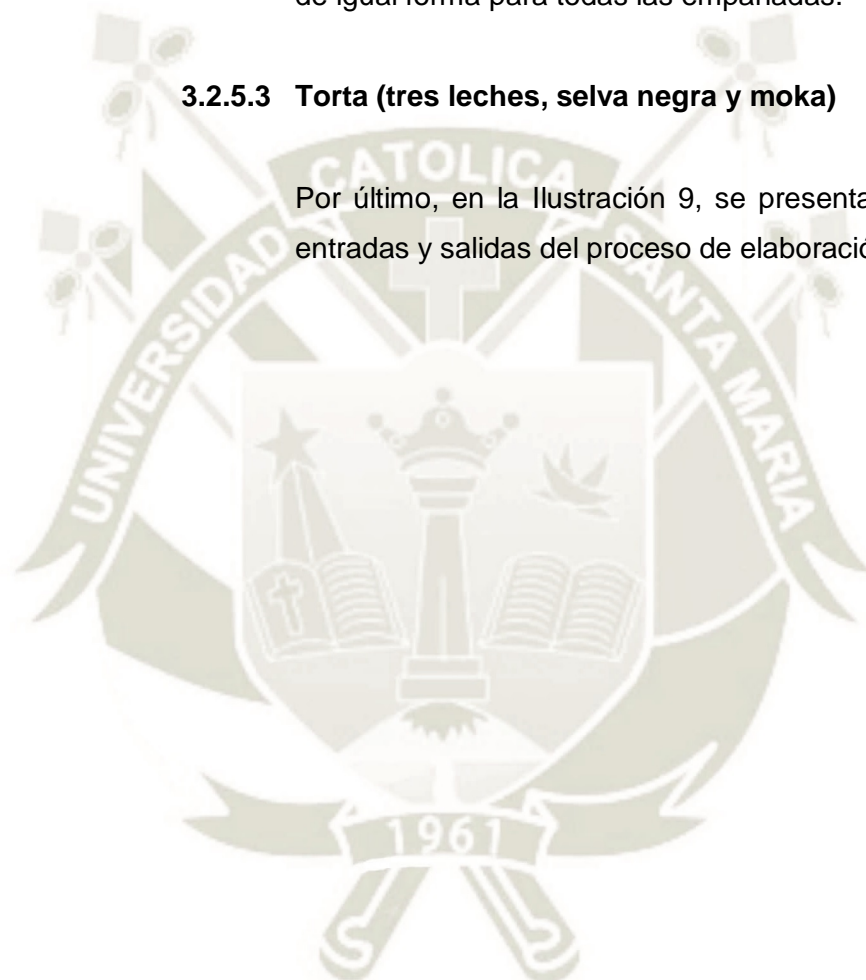 de igual forma para todas las empanadas.
3.2.5.3 Torta (tres leches, selva negra y moka)
Por último, en la Ilustración 9, se presenta
entradas y salidas del proceso de elaboració
UNIVERSIDAD CATOLICA SANTA MARIA
1961